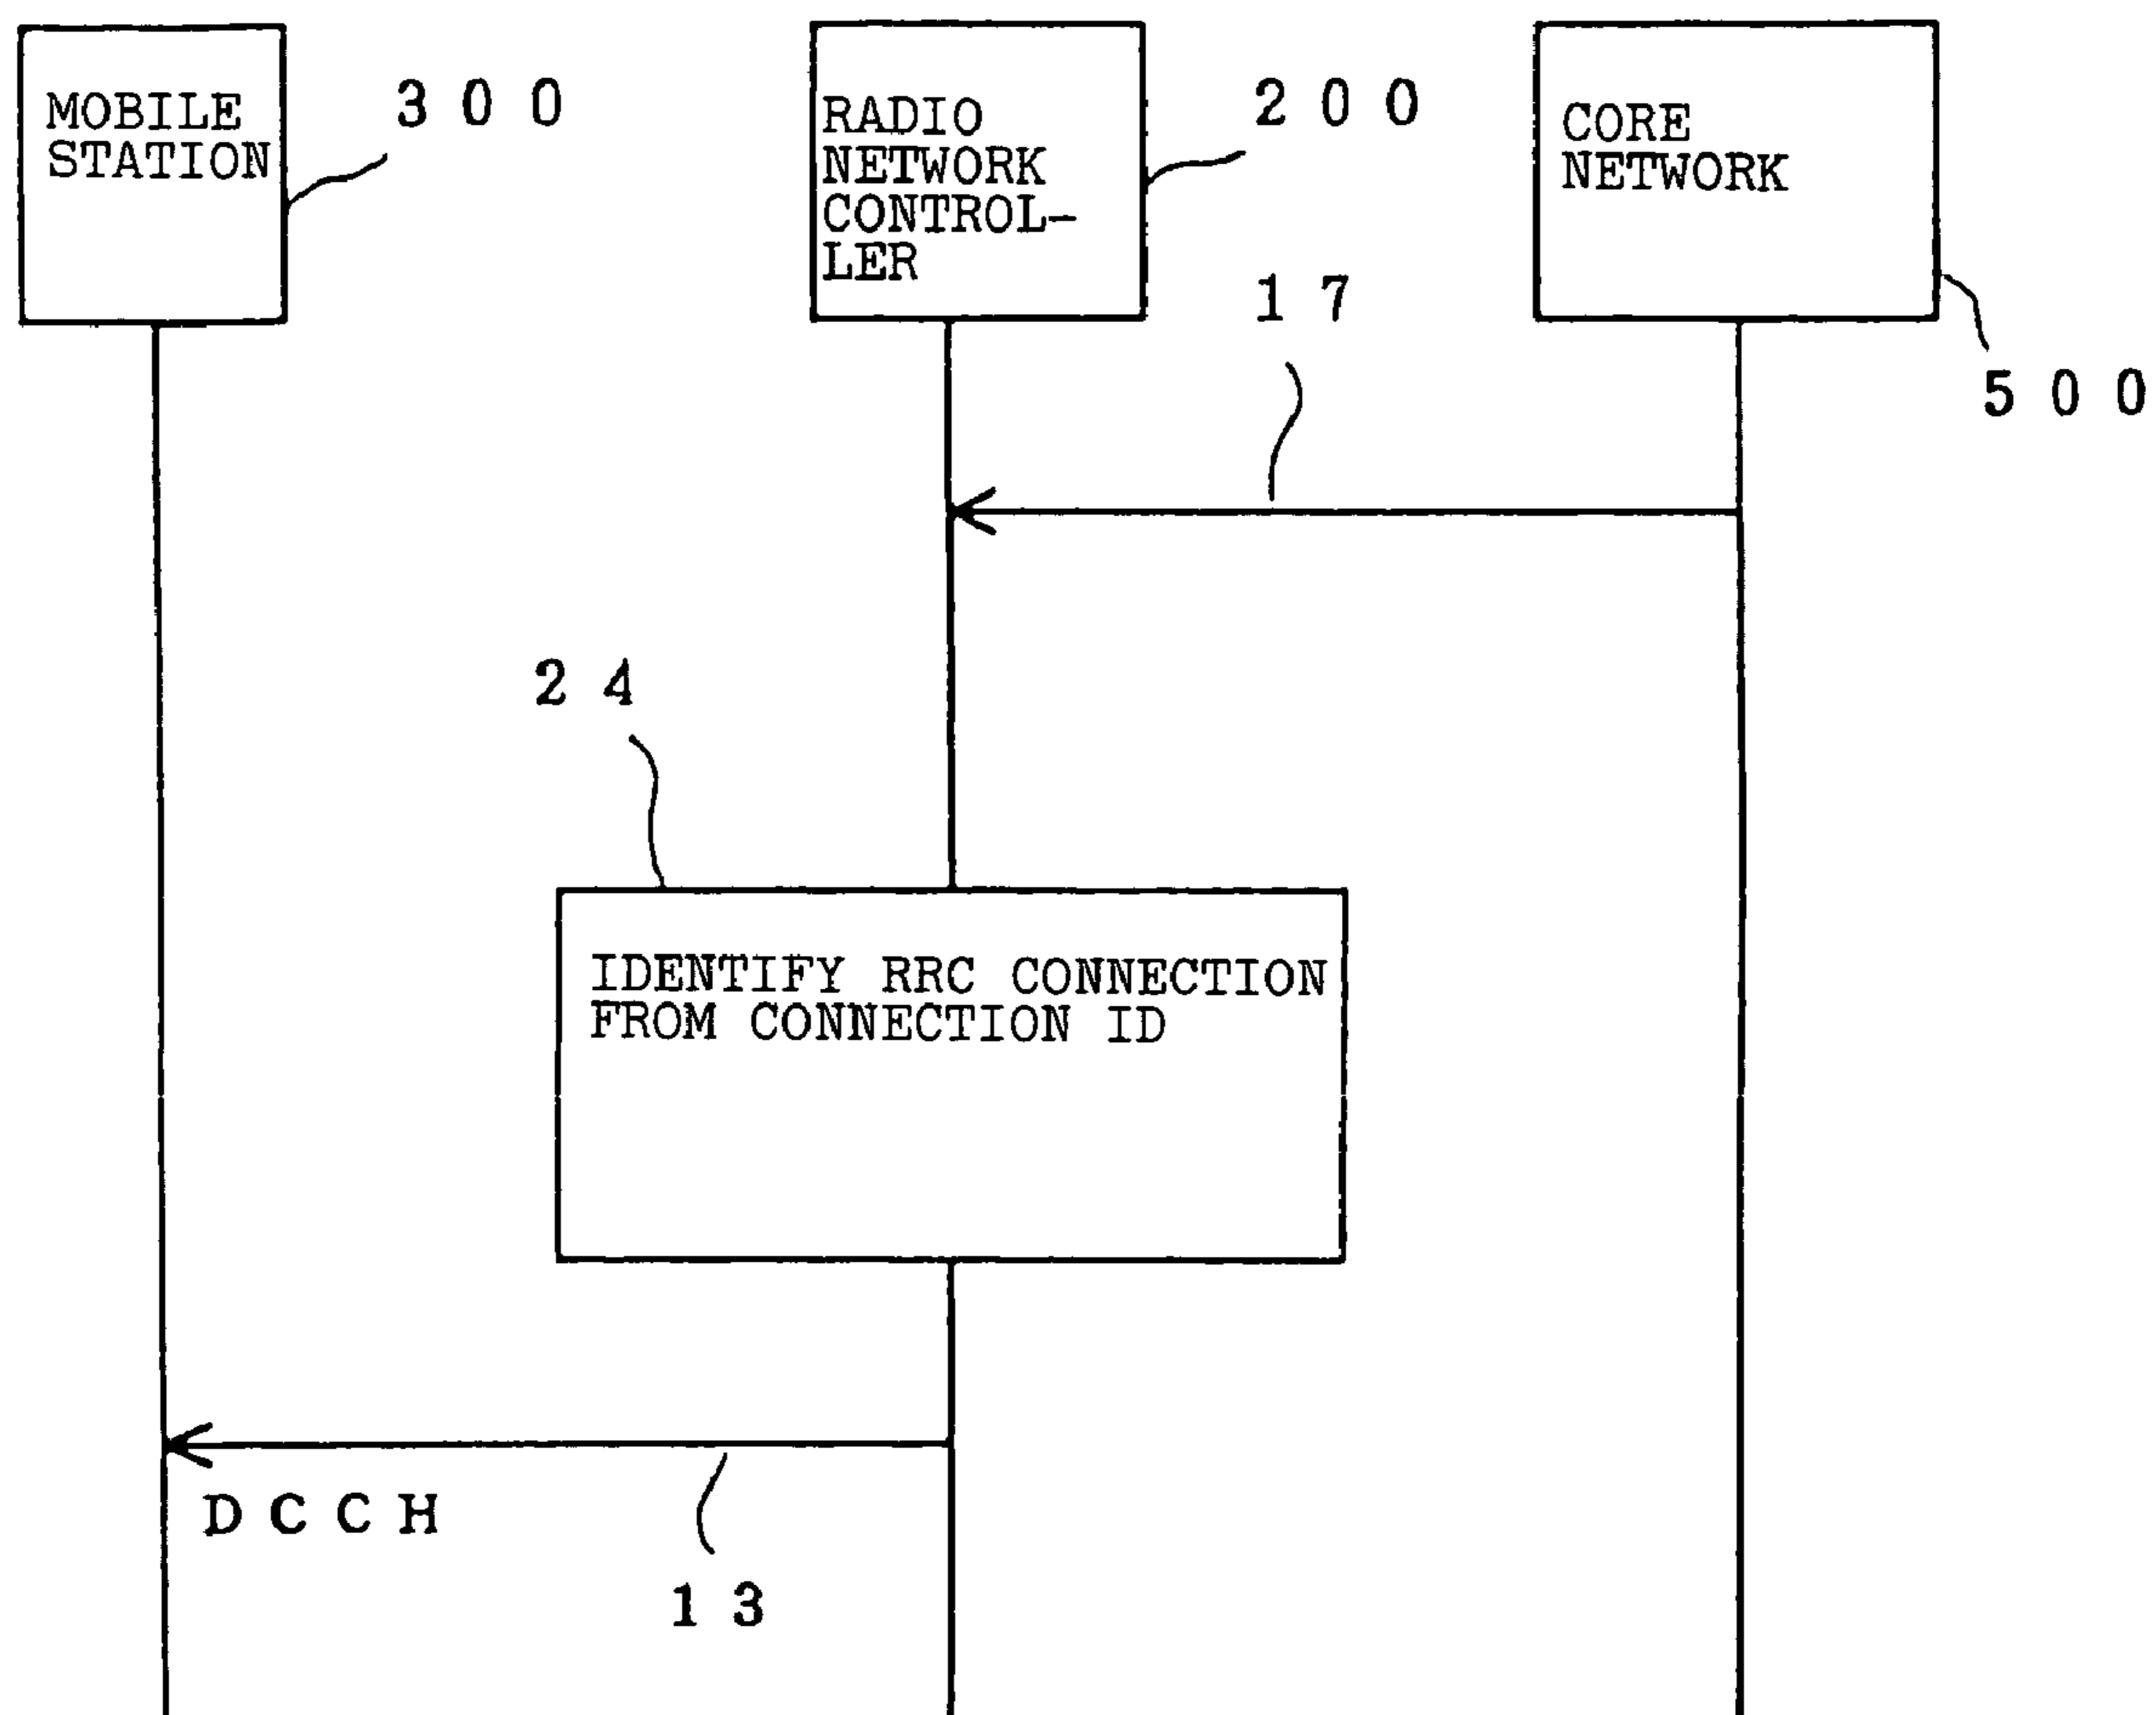 MOBILE
STATION
300
RADIO
NETWORK
CONTROL-
LER
200
CORE
NETWORK
500
17
24
IDENTIFY RRC CONNECTION
FROM CONNECTION ID
DCCH
13